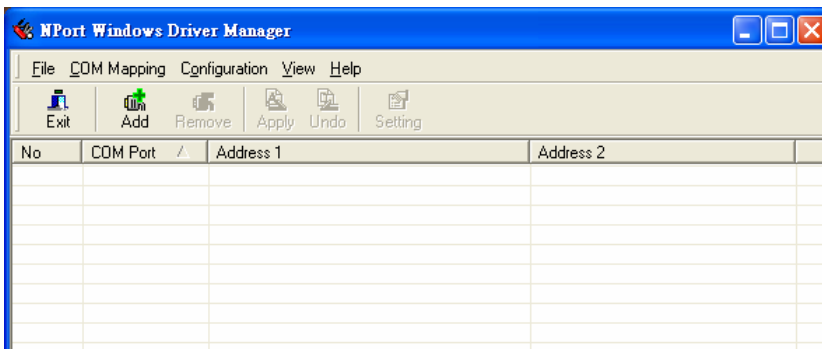 NPort Windows Driver Manager
File COM Mapping Configuration View Help
Exit Add Remove Apply Undo Setting
No COM Port Address 1 Address 2